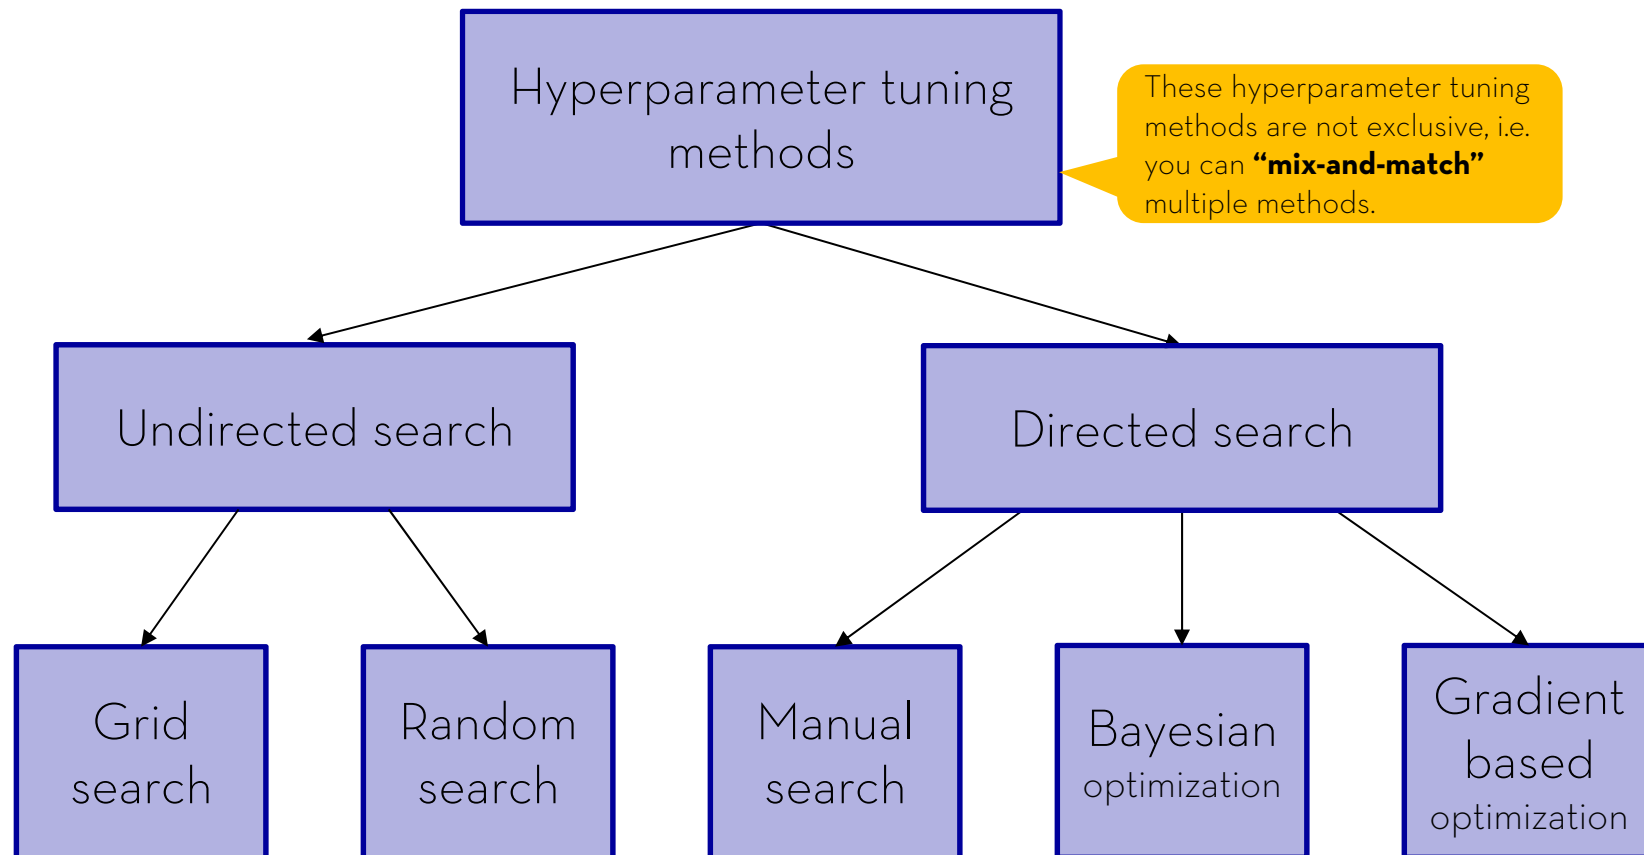 Hyperparameter tuning
methods
These hyperparameter tuning
methods are not exclusive, i.e.
you can “mix-and-match”
multiple methods.
Undirected search
Directed search
Grid
search
Random
search
Manual
search
Bayesian
optimization
Gradient
based
optimization